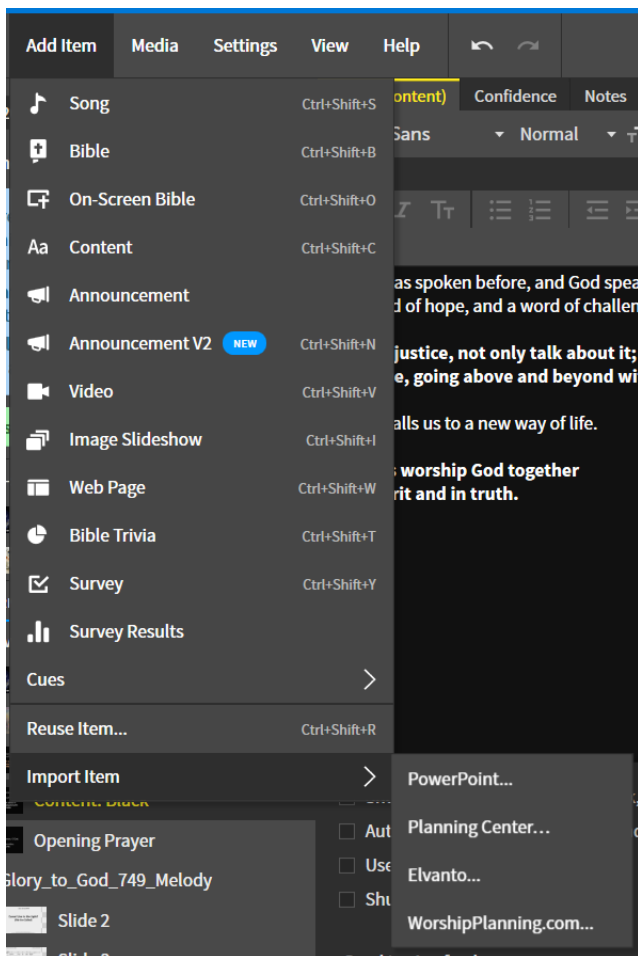 Add Item Media Settings View Help
Song Ctrl+Shift+S
Bible Ctrl+Shift+B
On-Screen Bible Ctrl+Shift+O
Aa Content Ctrl+Shift+C
Announcement
Announcement V2 NEW Ctrl+Shift+N
Video Ctrl+Shift+V
Image Slideshow Ctrl+Shift+I
Web Page Ctrl+Shift+W
Bible Trivia Ctrl+Shift+T
Survey Ctrl+Shift+Y
Survey Results
Cues
Reuse Item... Ctrl+Shift+R
Import Item
PowerPoint...
Planning Center...
Elvanto...
WorshipPlanning.com...
ontent) Confidence Notes
Sans Normal
as spoken before, and God spea
d of hope, and a word of challen
justice, not only talk about it;
e, going above and beyond wi
alls us to a new way of life.
s worship God together
rit and in truth.
Content: Black
Opening Prayer
Glory_to_God_749_Melody
Slide 2
Aut
Use
Shu